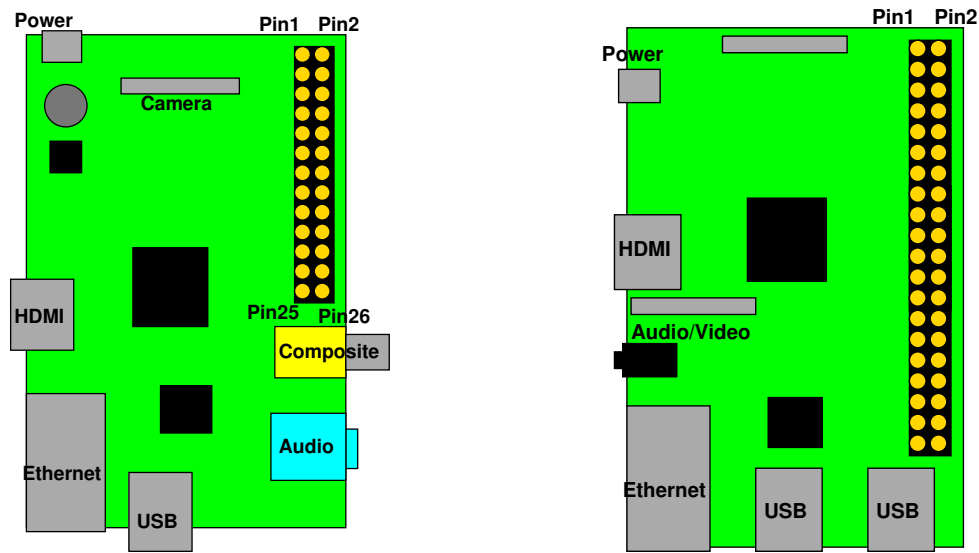 Power
Pin1 Pin2
Camera
HDMI
Pin25 Pin26
Composite
Audio
Ethernet
USB
Pin1 Pin2
Power
HDMI
Audio/Video
Ethernet
USB
USB